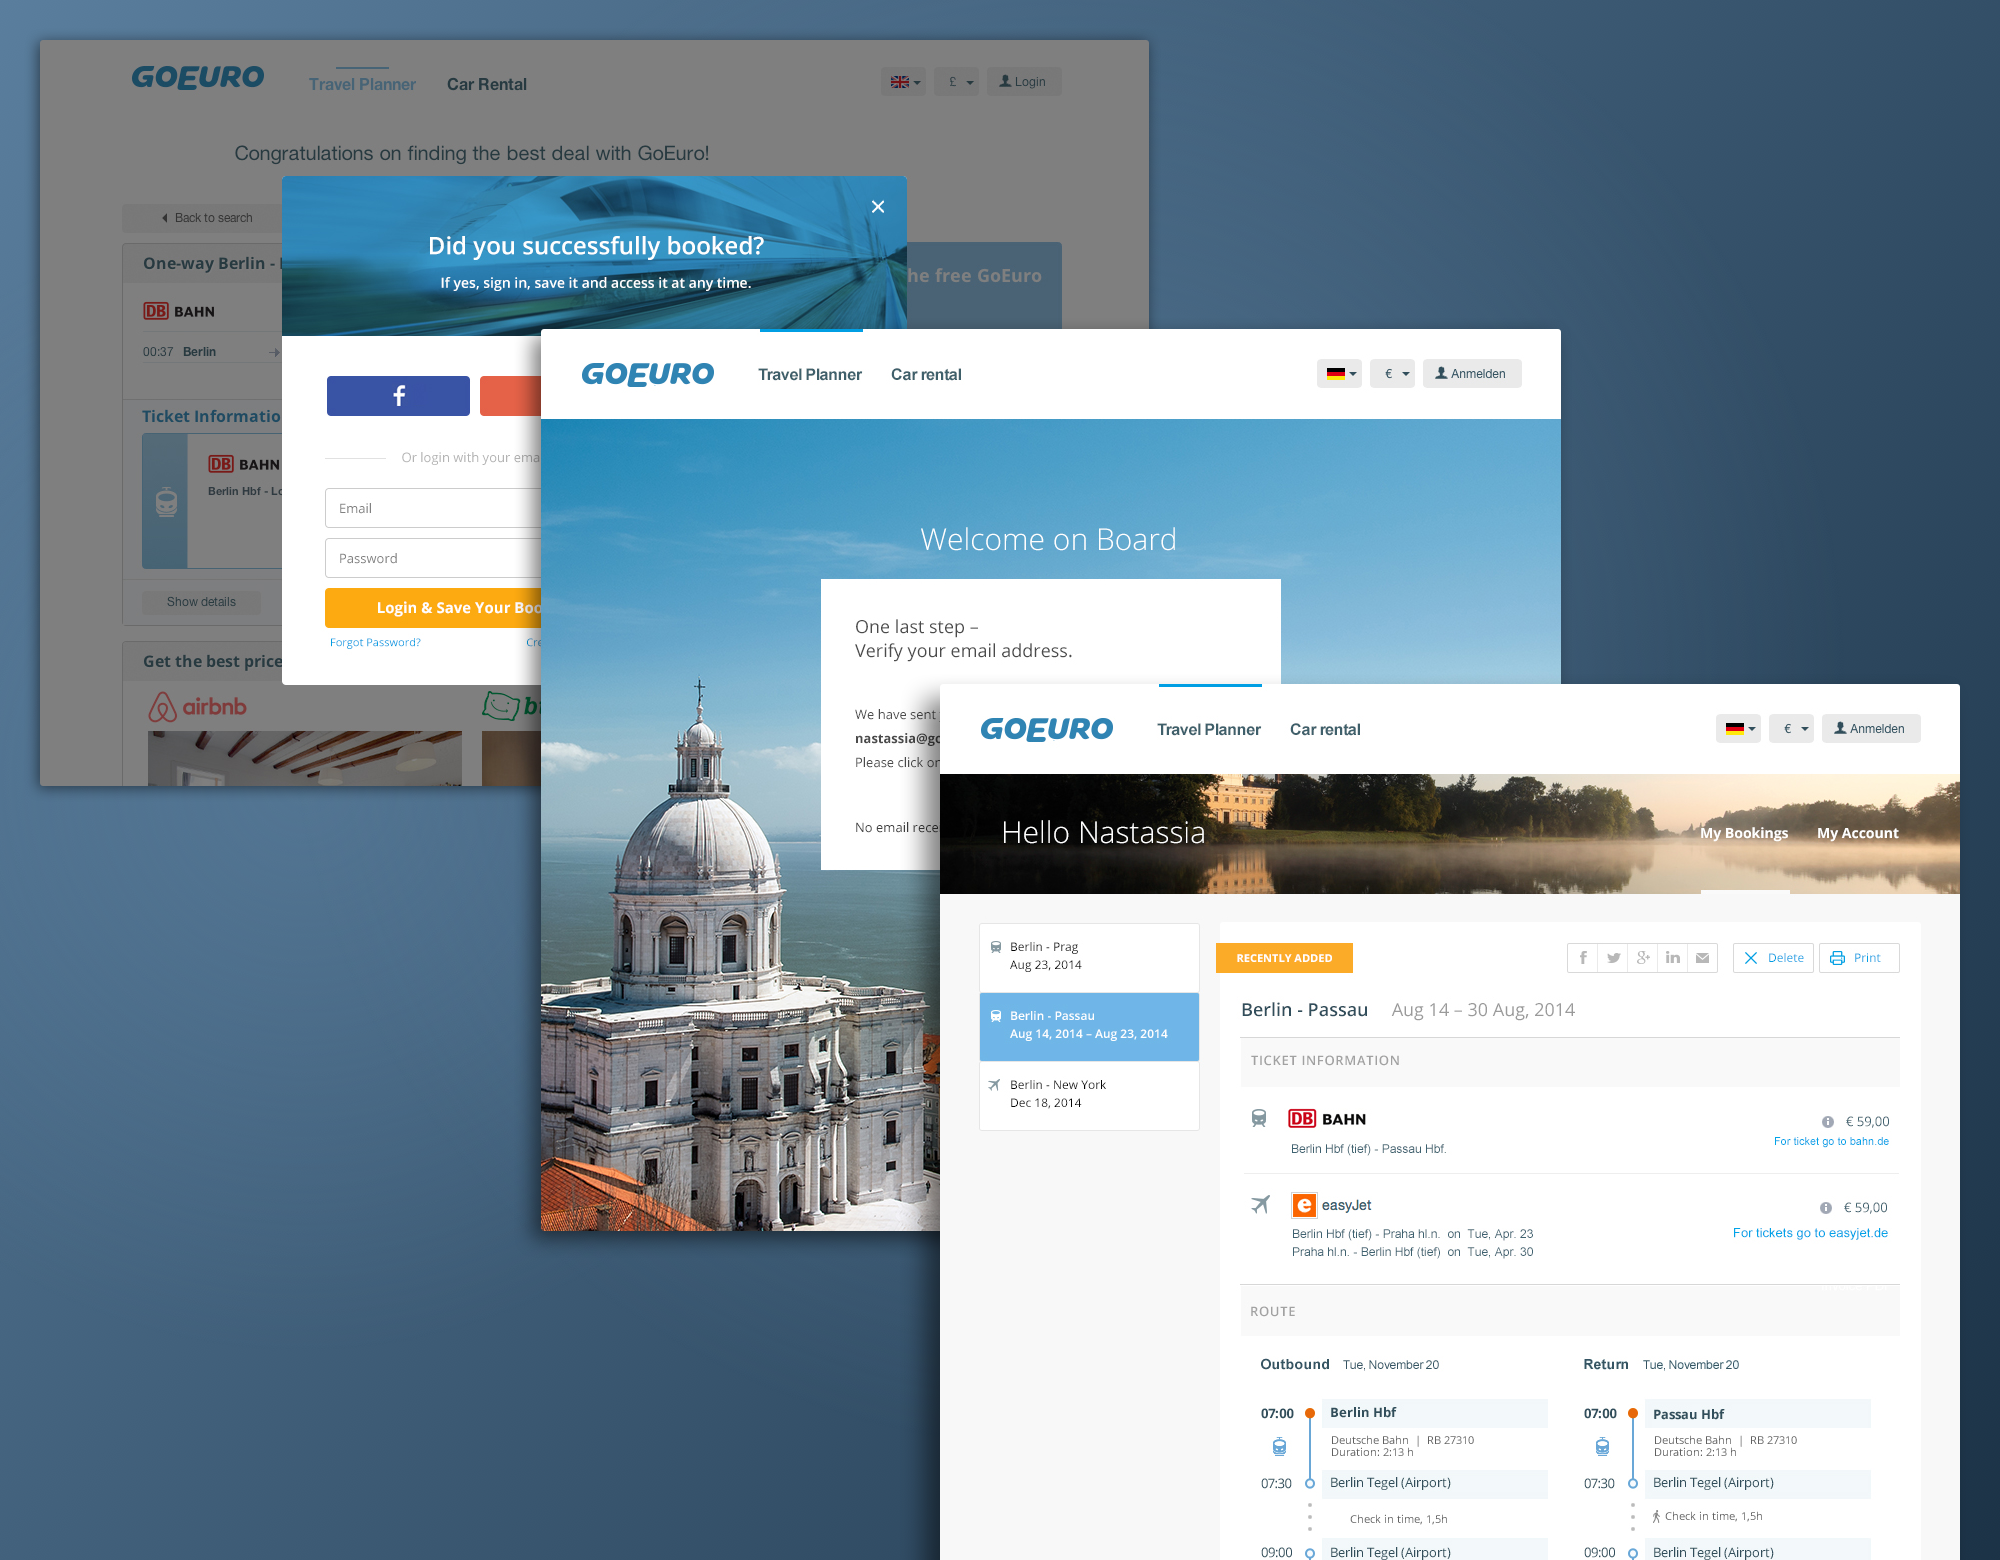 GOEURO
Travel Planner
Car Rental
£
Login
Congratulations on finding the best deal with GoEuro!
Back to search
One-way Berlin -
he free GoEuro
DB BAHN
00:37 Berlin
Ticket Informatio
DB BAHN
Berlin Hbf - Lo
Show details
Get the best price
airbnb
Did you successfully booked?
If yes, sign in, save it and access it at any time.
f
Or login with your ema
Email
Password
Login & Save Your Boo
Forgot Password?
Cre
GOEURO
Travel Planner
Car rental
€
Anmelden
Welcome on Board
One last step –
Verify your email address.
We have sent
nastassia@go
Please click on
No email rece
GOEURO
Travel Planner
Car rental
€
Anmelden
Hello Nastassia
My Bookings
My Account
Berlin - Prag
Aug 23, 2014
Berlin - Passau
Aug 14, 2014 – Aug 23, 2014
Berlin - New York
Dec 18, 2014
RECENTLY ADDED
f g+ in
Delete
Print
Berlin - Passau Aug 14 – 30 Aug, 2014
TICKET INFORMATION
DB BAHN
€ 59,00
For ticket go to bahn.de
Berlin Hbf (tief) - Passau Hbf.
e easyJet
€ 59,00
Berlin Hbf (tief) - Praha hl.n. on Tue, Apr. 23
For tickets go to easyjet.de
Praha hl.n. - Berlin Hbf (tief) on Tue, Apr. 30
ROUTE
Outbound Tue, November 20
07:00 Berlin Hbf
Deutsche Bahn | RB 27310
Duration: 2:13 h
07:30 Berlin Tegel (Airport)
Check in time, 1,5h
09:00 Berlin Tegel (Airport)
Return Tue, November 20
07:00 Passau Hbf
Deutsche Bahn | RB 27310
Duration: 2:13 h
07:30 Berlin Tegel (Airport)
Check in time, 1,5h
09:00 Berlin Tegel (Airport)